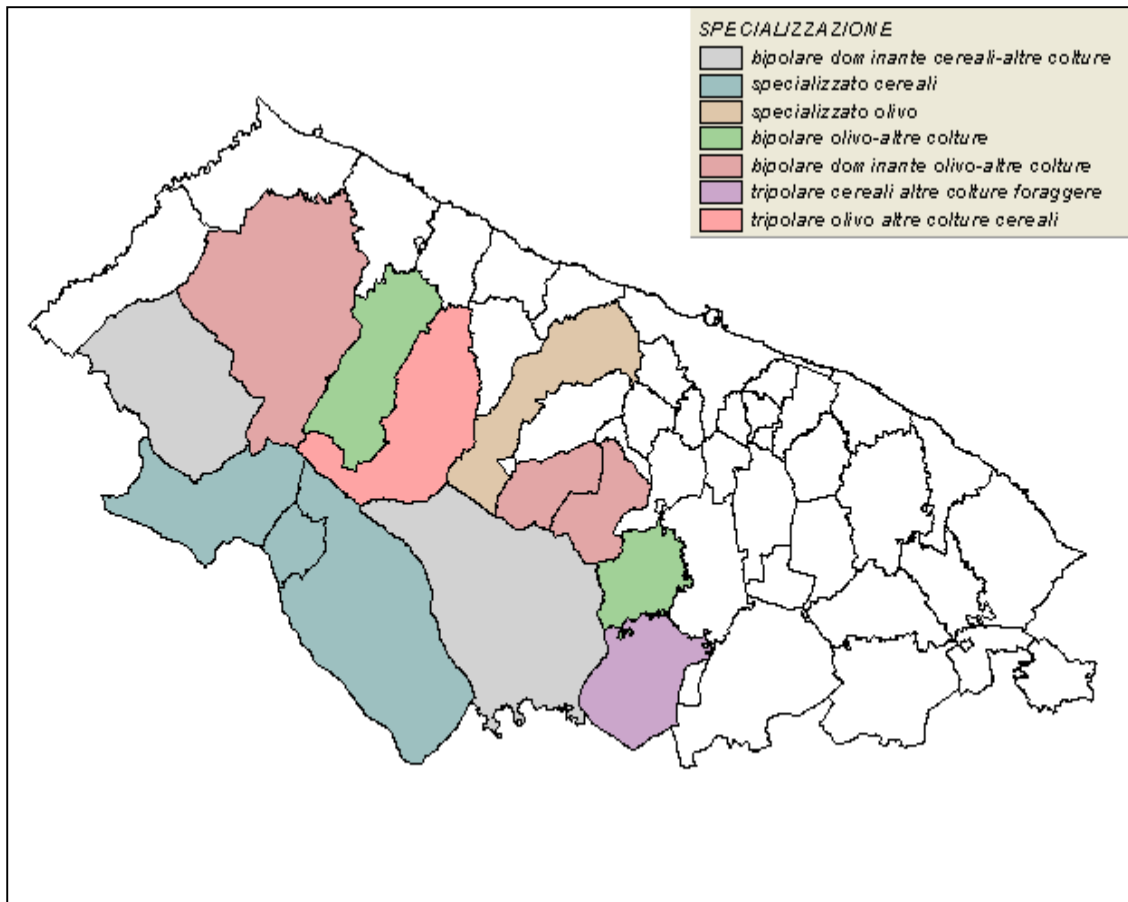 SPECIALIZZAZIONE
bipolare dominante cereali-altre colture
specializzato cereali
specializzato olivo
bipolare olivo-altre colture
bipolare dominante olivo-altre colture
tripolare cereali altre colture foraggere
tripolare olivo altre colture cereali